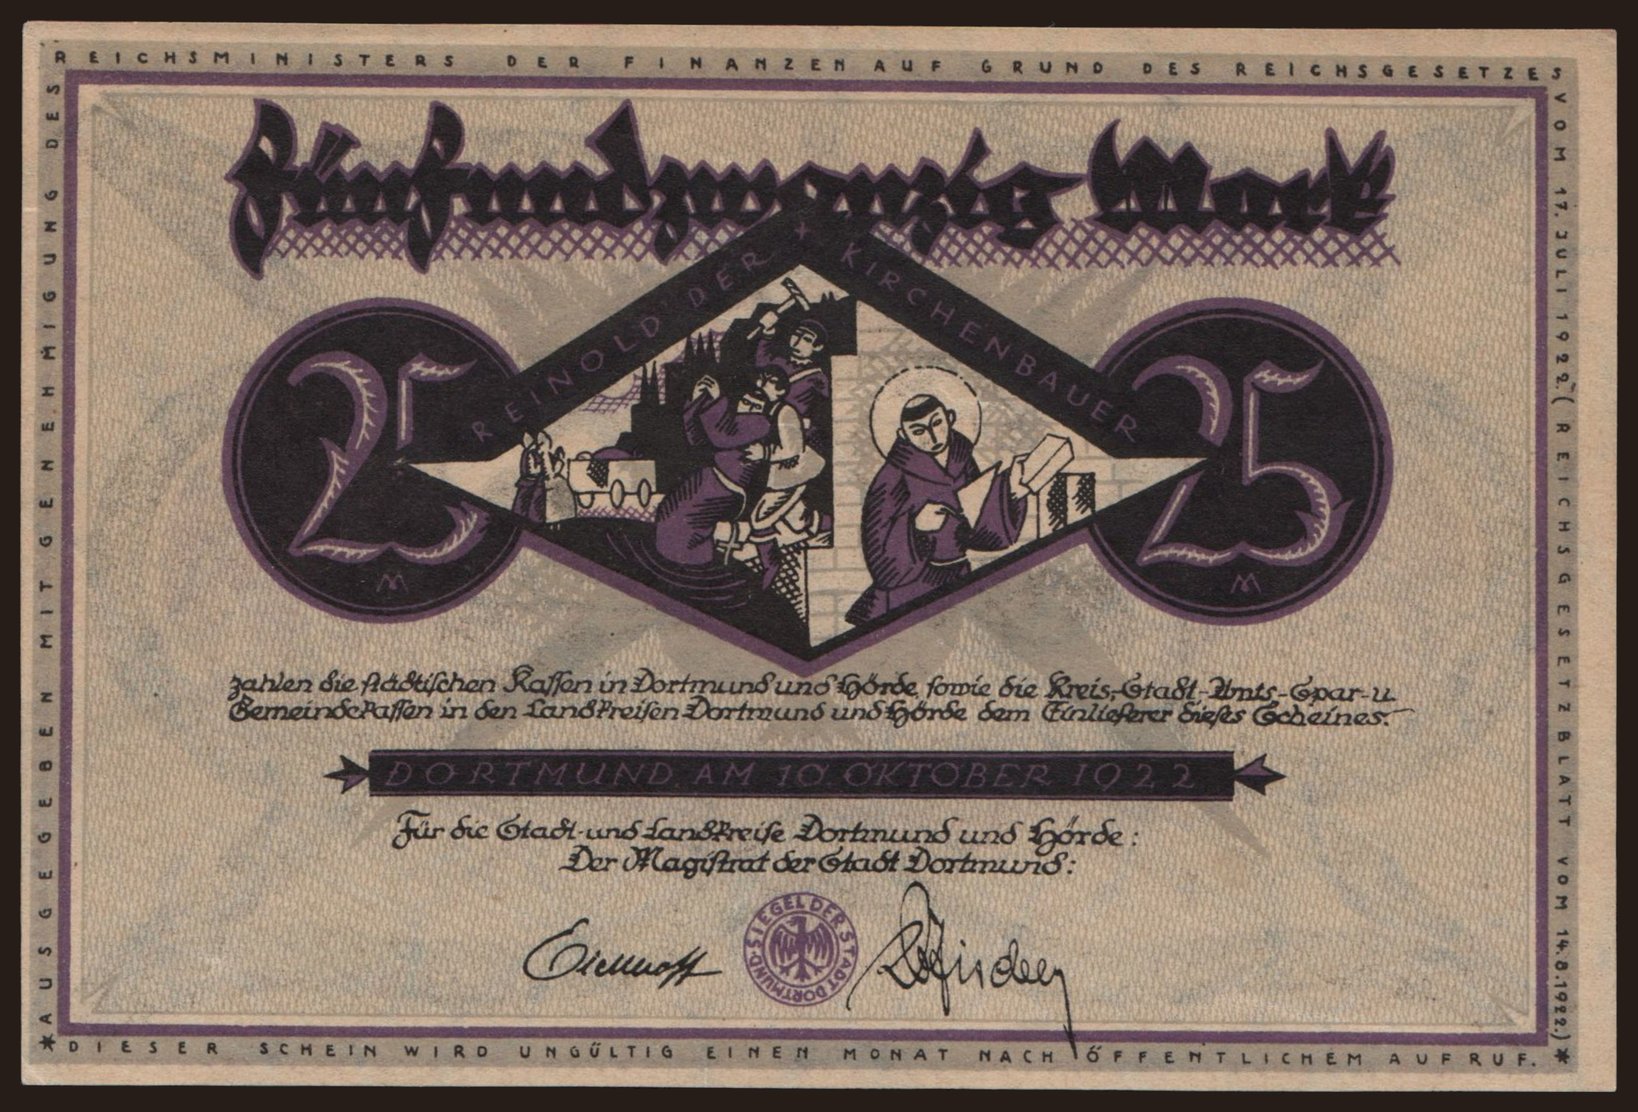 * AUSGEGEBEN MIT GENEHMIGUNG DES
REICHSMINISTERS DER FINANZEN AUF GRUND DES REICHSGESETZES
VOM 17. JULI 1922. (REICHSGESETZBLATT VOM 14.8.1922.) *
Fünfundzwanzig Mark
REINOLD DER + KIRCHENBAUER
25
M
25
M
zahlen die städtischen Kassen in Dortmund und Hörde, sowie die Kreis-, Stadt-, Amts-, Spar- u.
Gemeindekassen in den Landkreisen Dortmund und Hörde dem Einlieferer dieses Scheines.
DORTMUND, AM 10. OKTOBER 1922
Für die Stadt- und Landkreise Dortmund und Hörde:
Der Magistrat der Stadt Dortmund:
Eichhoff
SIEGEL DER STADT DORTMUND
DIESER SCHEIN WIRD UNGÜLTIG EINEN MONAT NACH ÖFFENTLICHEM AUFRUF.